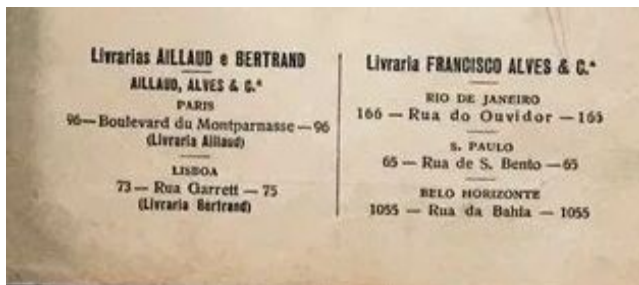 Livrarias AILLAUD e BERTRAND
AILLAUD, ALVES & C.ª
PARIS
96—Boulevard du Montparnasse—96
(Livraria Aillaud)
LISBOA
73 — Rua Garrett — 75
(Livraria Bertrand)
Livraria FRANCISCO ALVES & C.ª
RIO DE JANEIRO
166 — Rua do Ouvidor — 166
S. PAULO
65 — Rua de S. Bento — 65
BELO HORIZONTE
1055 — Rua da Bahia — 1055